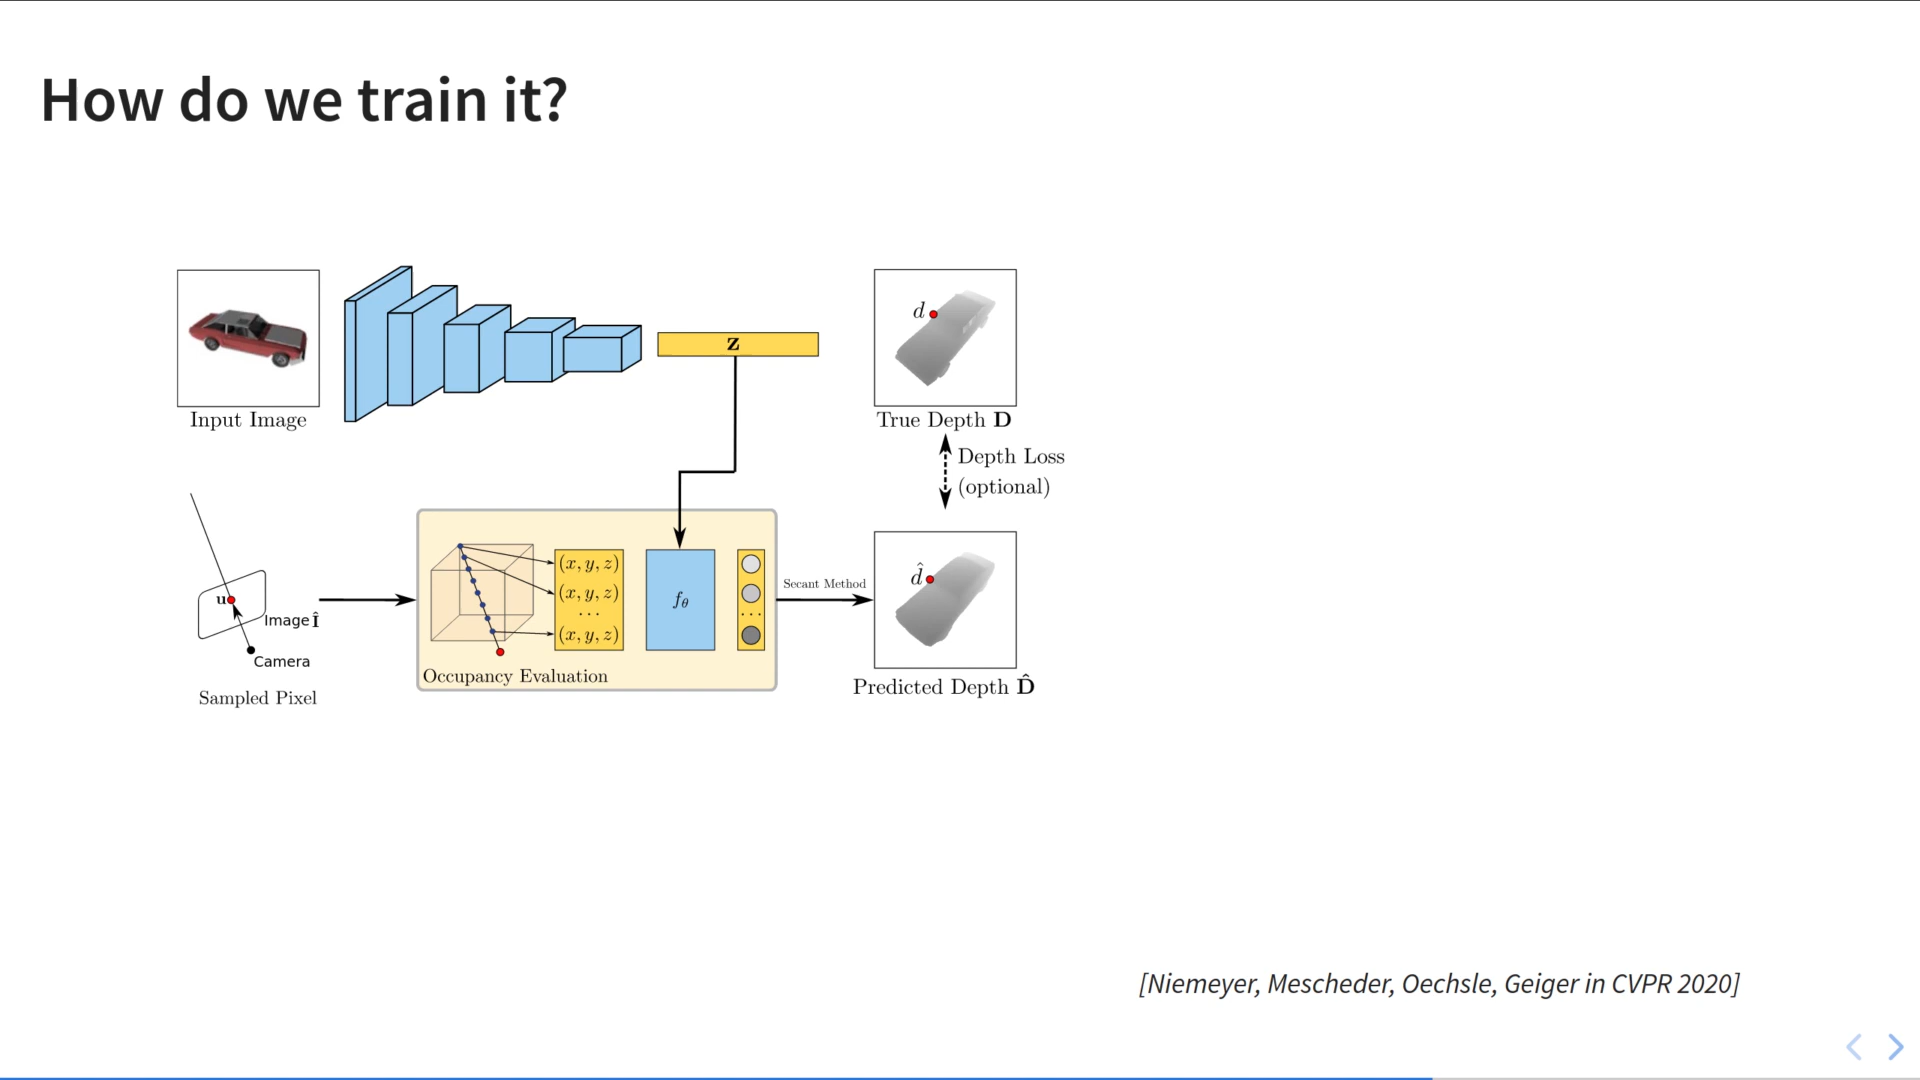 How do we train it?
Input Image
z
d
True Depth D
Depth Loss
(optional)
u
Image Î
Camera
Sampled Pixel
(x, y, z)
(x, y, z)
...
(x, y, z)
fθ
...
Occupancy Evaluation
Secant Method
d̂
Predicted Depth D̂
[Niemeyer, Mescheder, Oechsle, Geiger in CVPR 2020]